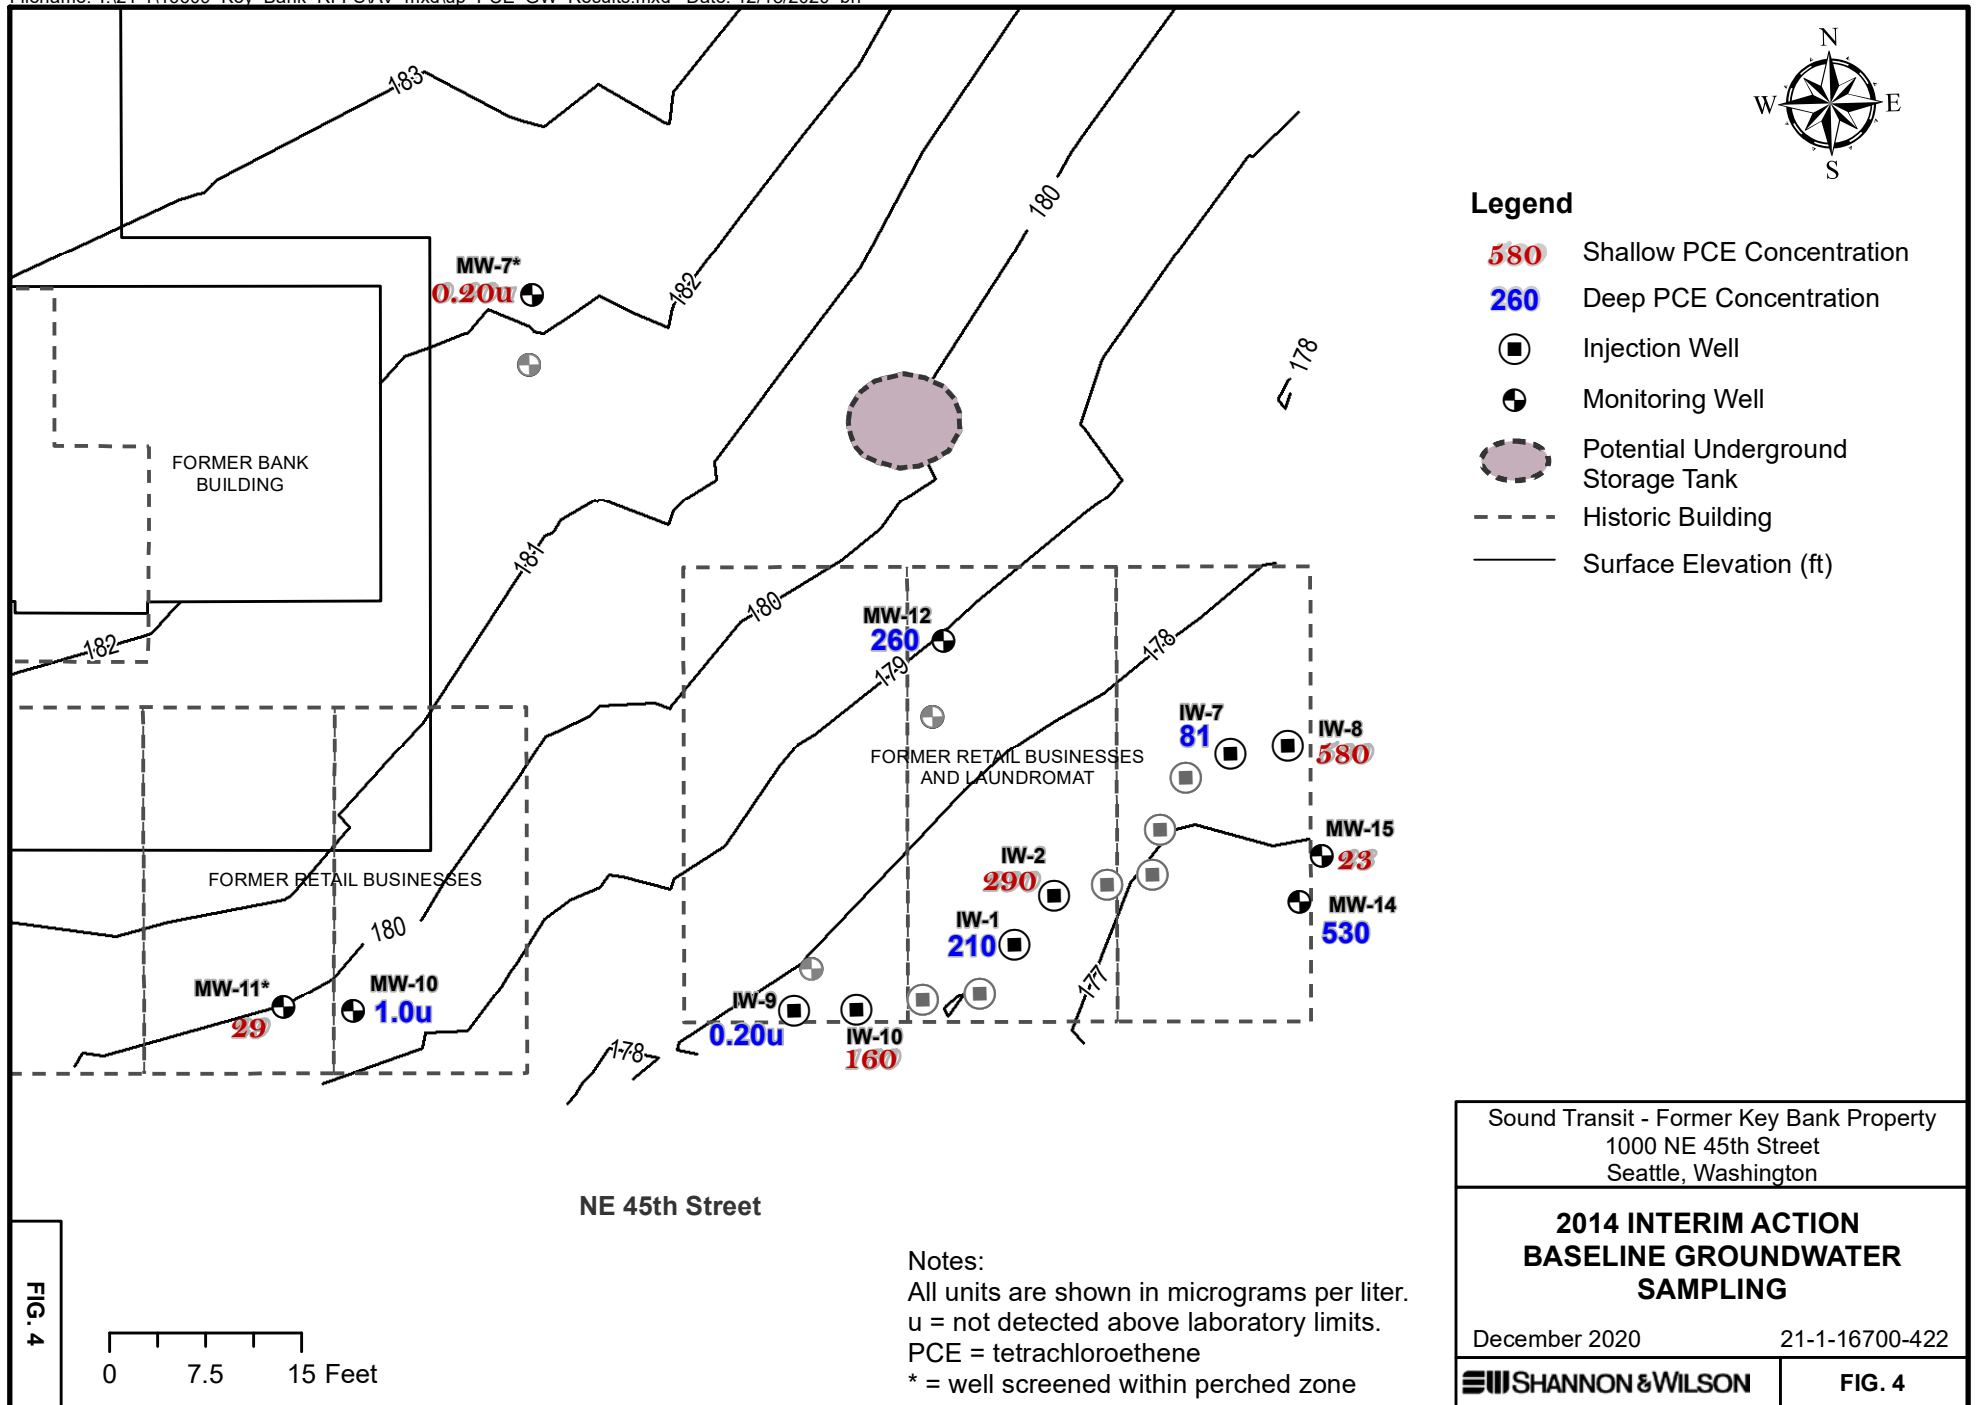 183
N
W
E
S
180
Legend
580 Shallow PCE Concentration
260 Deep PCE Concentration
Injection Well
Monitoring Well
Potential Underground
Storage Tank
Historic Building
Surface Elevation (ft)
MW-7*
0.20u
182
178
FORMER BANK
BUILDING
181
180
182
MW-12
260
179
178
IW-7
81
IW-8
580
FORMER RETAIL BUSINESSES
AND LAUNDROMAT
MW-15
23
IW-2
290
FORMER RETAIL BUSINESSES
MW-14
530
IW-1
210
180
177
MW-11*
29
MW-10
1.0u
IW-9
0.20u
IW-10
160
178
NE 45th Street
Sound Transit - Former Key Bank Property
1000 NE 45th Street
Seattle, Washington
2014 INTERIM ACTION
BASELINE GROUNDWATER
SAMPLING
December 2020 21-1-16700-422
SHANNON & WILSON
FIG. 4
Notes:
All units are shown in micrograms per liter.
u = not detected above laboratory limits.
PCE = tetrachloroethene
* = well screened within perched zone
FIG. 4
0 7.5 15 Feet